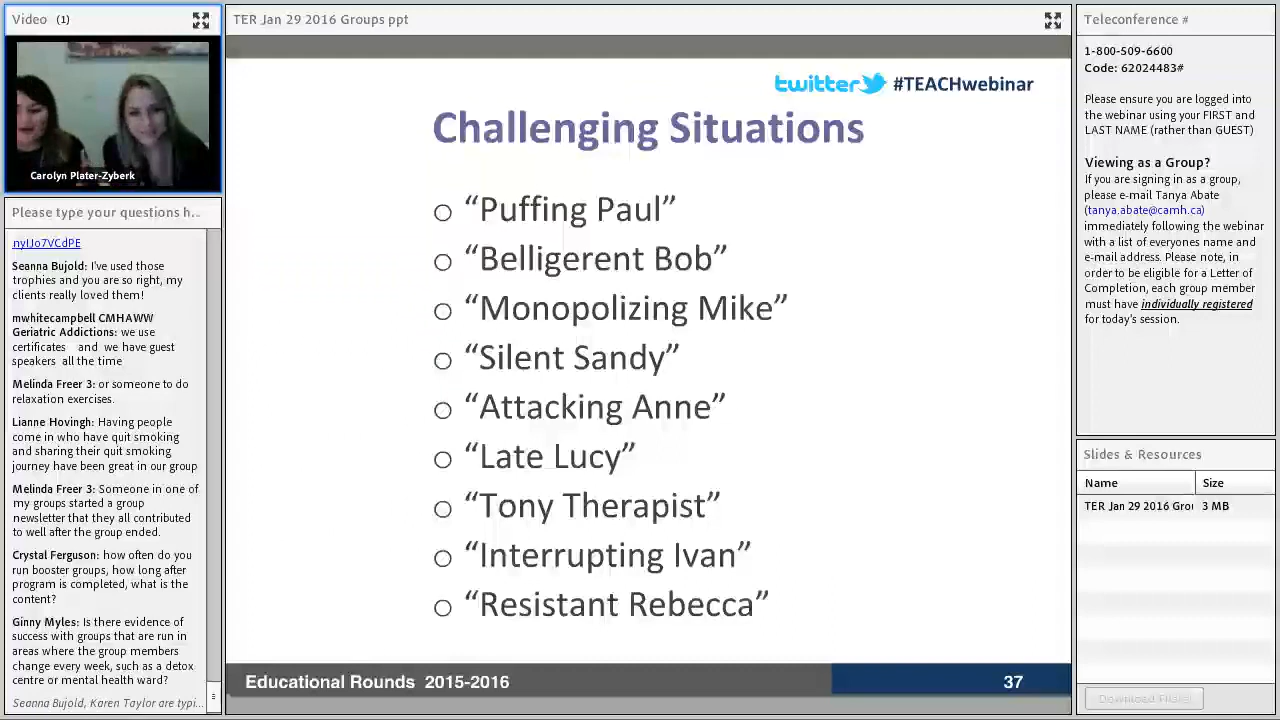 Video (1)
Carolyn Plater-Zyberk
Please type your questions h...
nyIJo7VCdPE
Seanna Bujold: I've used those
trophies and you are so right, my
clients really loved them!
mwhitecampbell CMHAWW
Geriatric Addictions: we use
certificates and we have guest
speakers all the time
Melinda Freer 3: or someone to do
relaxation exercises.
Lianne Hovingh: Having people
come in who have quit smoking
and sharing their quit smoking
journey have been great in our group
Melinda Freer 3: Someone in one of
my groups started a group
newsletter that they all contributed
to well after the group ended.
Crystal Ferguson: how often do you
run booster groups, how long after
program is completed, what is the
content?
Ginny Myles: Is there evidence of
success with groups that are run in
areas where the group members
change every week, such as a detox
centre or mental health ward?
Seanna Bujold, Karen Taylor are typi...
TER Jan 29 2016 Groups ppt
twitter #TEACHwebinar
Challenging Situations
o "Puffing Paul"
o "Belligerent Bob"
o "Monopolizing Mike"
o "Silent Sandy"
o "Attacking Anne"
o "Late Lucy"
o "Tony Therapist"
o "Interrupting Ivan"
o "Resistant Rebecca"
Educational Rounds 2015-2016
37
Teleconference #
1-800-509-6600
Code: 62024483#
Please ensure you are logged into
the webinar using your FIRST and
LAST NAME (rather than GUEST)
Viewing as a Group?
If you are signing in as a group,
please e-mail Tanya Abate
(tanya.abate@camh.ca)
immediately following the webinar
with a list of everyones name and
e-mail address. Please note, in
order to be eligible for a Letter of
Completion, each group member
must have individually registered
for today's session.
Slides & Resources
Name Size
TER Jan 29 2016 Grou 3 MB
Download File(s)